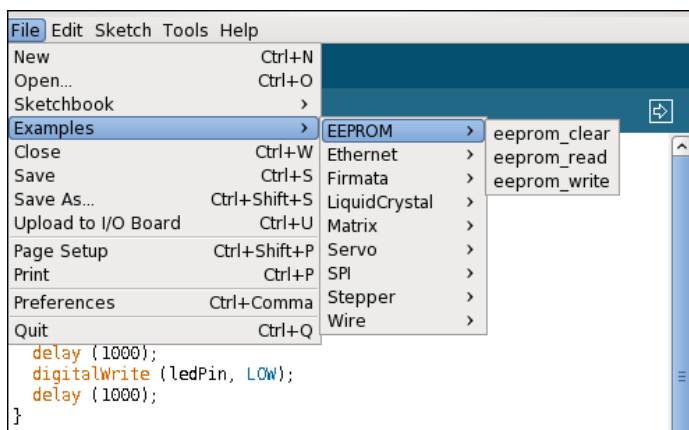 File Edit Sketch Tools Help
New Ctrl+N
Open... Ctrl+O
Sketchbook >
Examples >
Close Ctrl+W
Save Ctrl+S
Save As... Ctrl+Shift+S
Upload to I/O Board Ctrl+U
Page Setup Ctrl+Shift+P
Print Ctrl+P
Preferences Ctrl+Comma
Quit Ctrl+Q
EEPROM >
Ethernet >
Firmata >
LiquidCrystal >
Matrix >
Servo >
SPI >
Stepper >
Wire >
eeprom_clear
eeprom_read
eeprom_write
delay (1000);
digitalWrite (ledPin, LOW);
delay (1000);
}